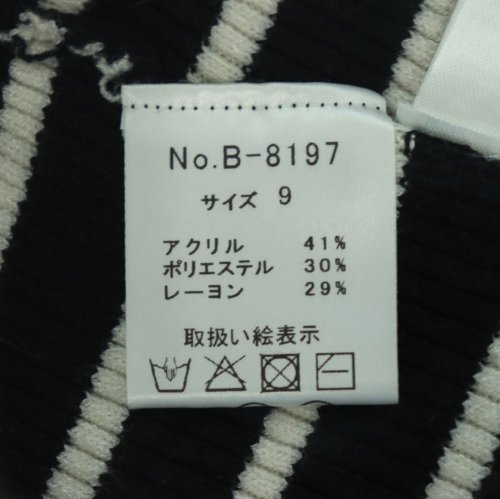 No.B-8197
サイズ 9
アクリル 41%
ポリエステル 30%
レーヨン 29%
取扱い絵表示